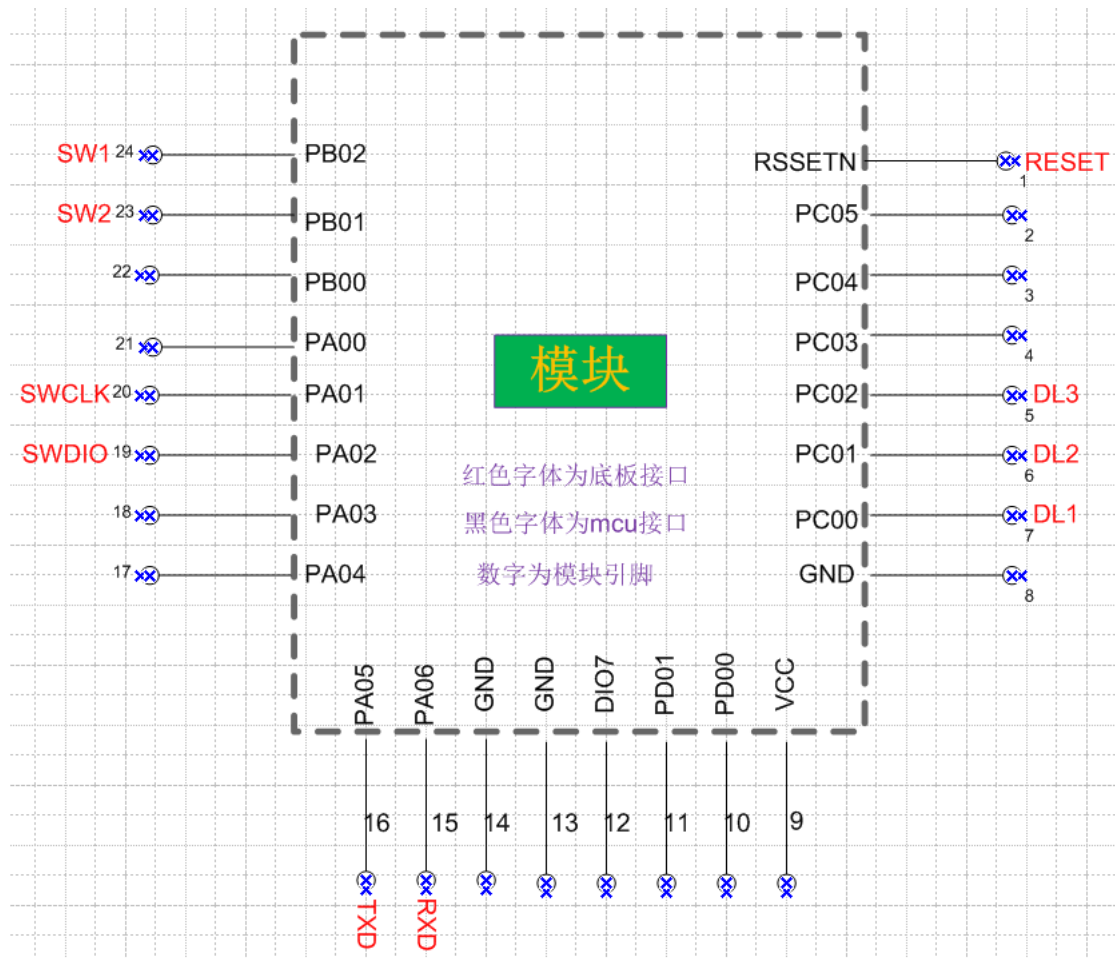 SW1 24 PB02
SW2 23 PB01
22 PB00
21 PA00
SWCLK 20 PA01
SWDIO 19 PA02
18 PA03
17 PA04
模块
红色字体为底板接口
黑色字体为mcu接口
数字为模块引脚
RSSETN 1 RESET
PC05 2
PC04 3
PC03 4
PC02 5 DL3
PC01 6 DL2
PC00 7 DL1
GND 8
PA05 PA06 GND GND DIO7 PD01 PD00 VCC
16 15 14 13 12 11 10 9
TXD RXD